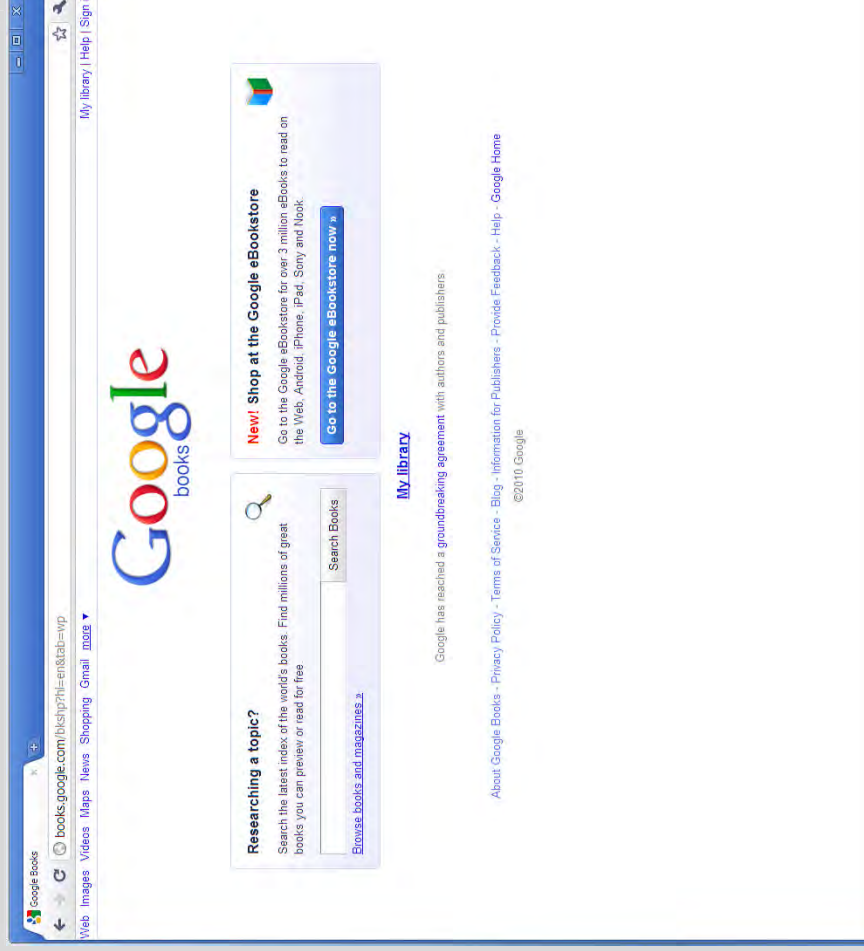 Google Books
books.google.com/bkshp?hl=en&tab=wp
Web Images Videos Maps News Shopping Gmail more ▼
My library | Help | Sign
Google
books
Researching a topic?
Search the latest index of the world's books. Find millions of great
books you can preview or read for free
Search Books
Browse books and magazines »
New! Shop at the Google eBookstore
Go to the Google eBookstore for over 3 million eBooks to read on
the Web, Android, iPhone, iPad, Sony and Nook.
Go to the Google eBookstore now »
My library
Google has reached a groundbreaking agreement with authors and publishers.
About Google Books - Privacy Policy - Terms of Service - Blog - Information for Publishers - Provide Feedback - Help - Google Home
©2010 Google